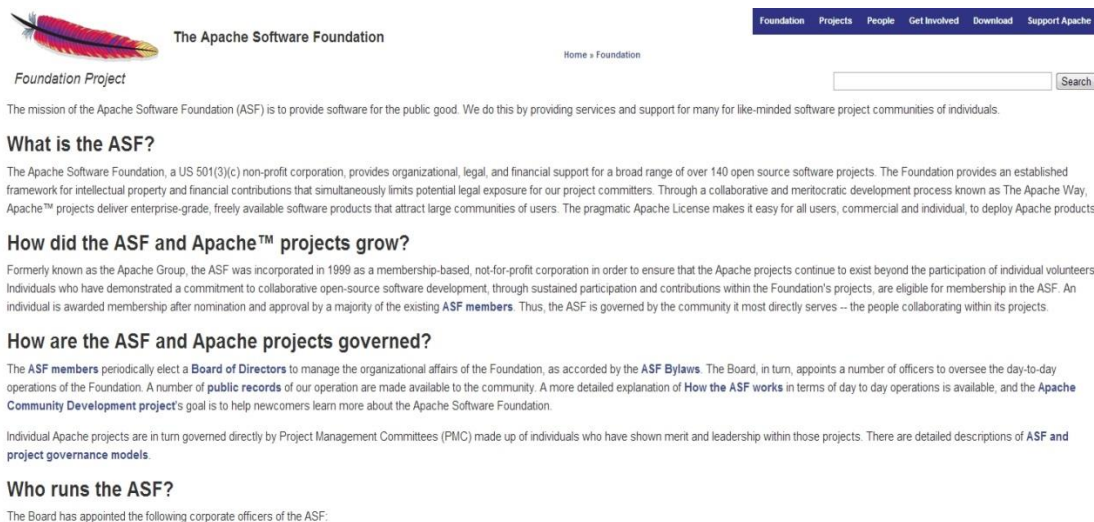 Foundation Projects People Get Involved Download Support Apache
The Apache Software Foundation
Home » Foundation
Foundation Project
Search
The mission of the Apache Software Foundation (ASF) is to provide software for the public good. We do this by providing services and support for many for like-minded software project communities of individuals.
What is the ASF?
The Apache Software Foundation, a US 501(3)(c) non-profit corporation, provides organizational, legal, and financial support for a broad range of over 140 open source software projects. The Foundation provides an established
framework for intellectual property and financial contributions that simultaneously limits potential legal exposure for our project committers. Through a collaborative and meritocratic development process known as The Apache Way,
Apache™ projects deliver enterprise-grade, freely available software products that attract large communities of users. The pragmatic Apache License makes it easy for all users, commercial and individual, to deploy Apache products
How did the ASF and Apache™ projects grow?
Formerly known as the Apache Group, the ASF was incorporated in 1999 as a membership-based, not-for-profit corporation in order to ensure that the Apache projects continue to exist beyond the participation of individual volunteers
Individuals who have demonstrated a commitment to collaborative open-source software development, through sustained participation and contributions within the Foundation's projects, are eligible for membership in the ASF. An
individual is awarded membership after nomination and approval by a majority of the existing ASF members. Thus, the ASF is governed by the community it most directly serves -- the people collaborating within its projects.
How are the ASF and Apache projects governed?
The ASF members periodically elect a Board of Directors to manage the organizational affairs of the Foundation, as accorded by the ASF Bylaws. The Board, in turn, appoints a number of officers to oversee the day-to-day
operations of the Foundation. A number of public records of our operation are made available to the community. A more detailed explanation of How the ASF works in terms of day to day operations is available, and the Apache
Community Development project's goal is to help newcomers learn more about the Apache Software Foundation.
Individual Apache projects are in turn governed directly by Project Management Committees (PMC) made up of individuals who have shown merit and leadership within those projects. There are detailed descriptions of ASF and
project governance models.
Who runs the ASF?
The Board has appointed the following corporate officers of the ASF: